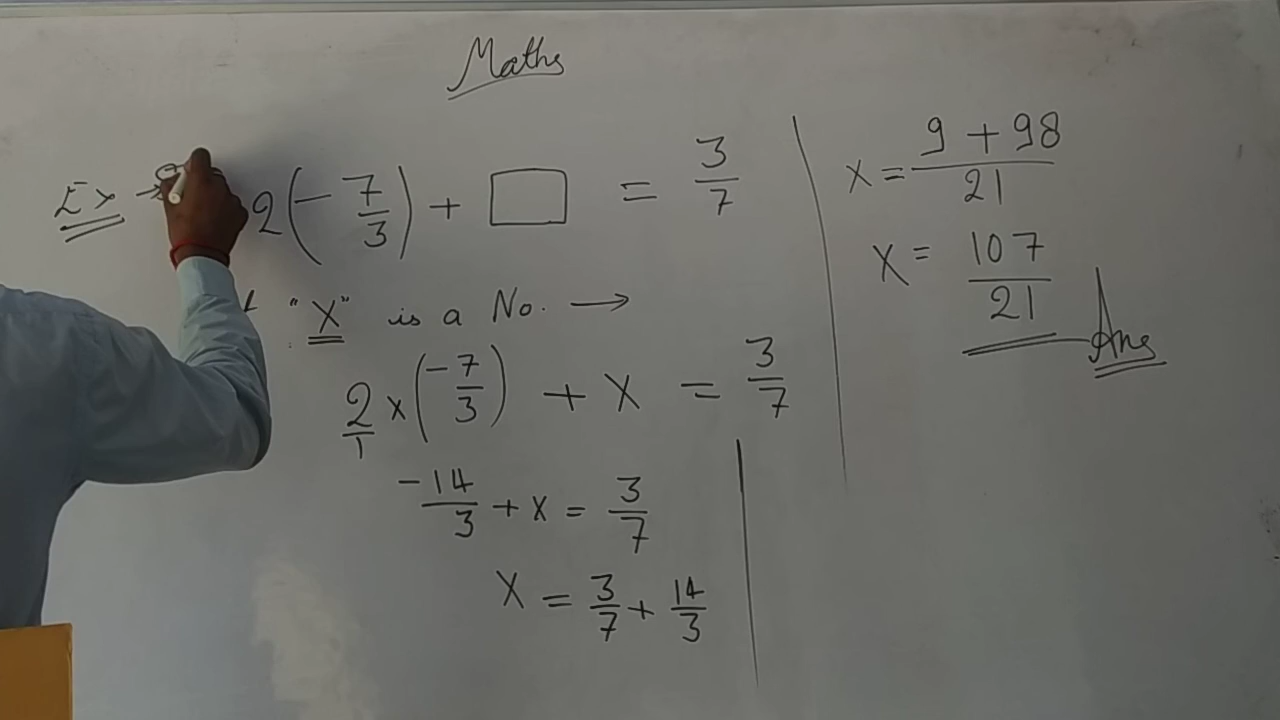 Maths
Ex → 2(-7/3) + □ = 3/7
"X" is a No. →
2/1 x (-7/3) + X = 3/7
-14/3 + X = 3/7
X = 3/7 + 14/3
X = 9 + 98/21
X = 107/21 Ans